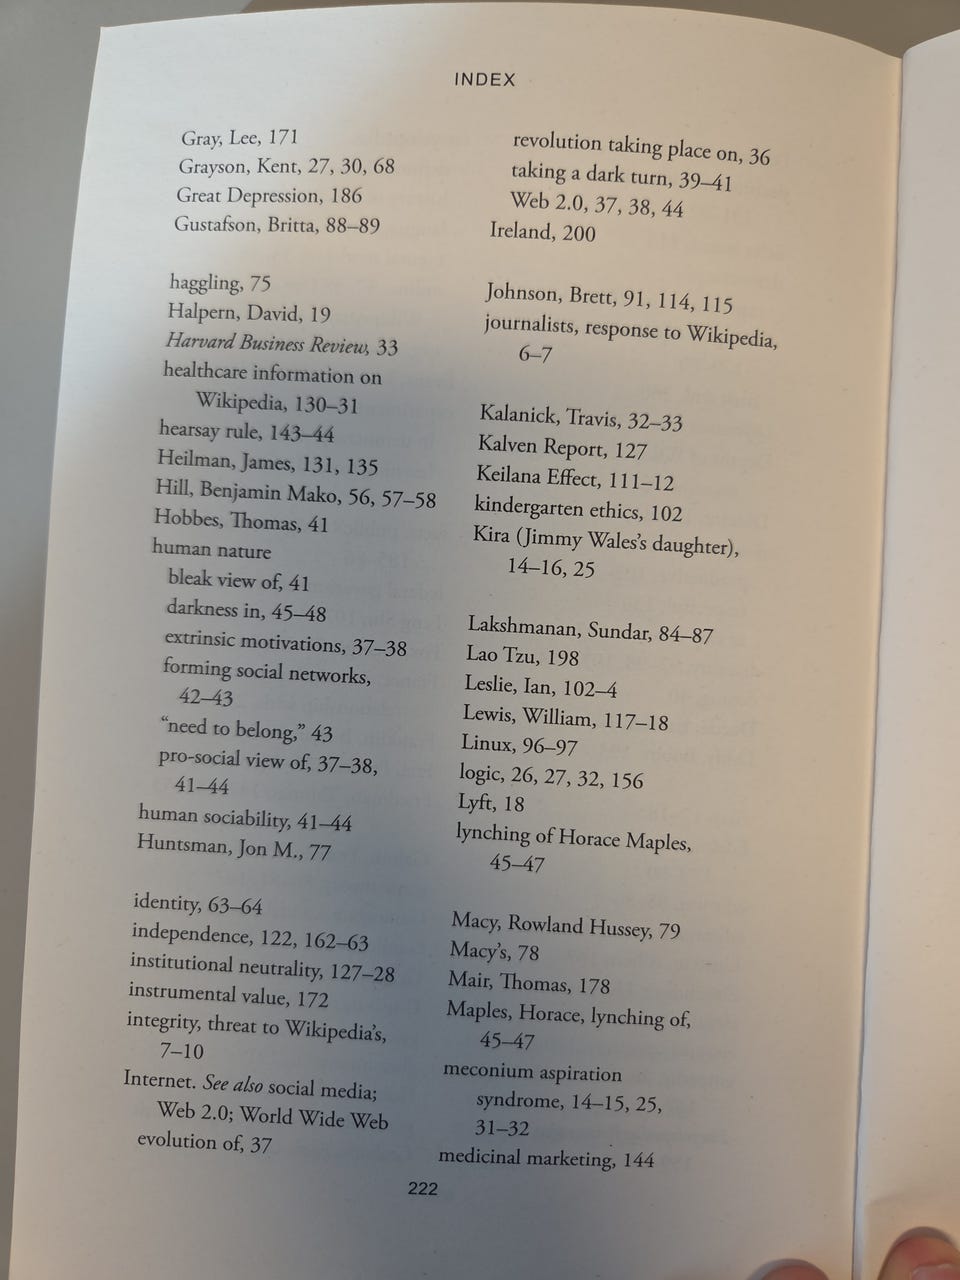 INDEX
Gray, Lee, 171
Grayson, Kent, 27, 30, 68
Great Depression, 186
Gustafson, Britta, 88–89
haggling, 75
Halpern, David, 19
Harvard Business Review, 33
healthcare information on
Wikipedia, 130–31
hearsay rule, 143–44
Heilman, James, 131, 135
Hill, Benjamin Mako, 56, 57–58
Hobbes, Thomas, 41
human nature
bleak view of, 41
darkness in, 45–48
extrinsic motivations, 37–38
forming social networks,
42–43
“need to belong,” 43
pro-social view of, 37–38,
41–44
human sociability, 41–44
Huntsman, Jon M., 77
identity, 63–64
independence, 122, 162–63
institutional neutrality, 127–28
instrumental value, 172
integrity, threat to Wikipedia’s,
7–10
Internet. See also social media;
Web 2.0; World Wide Web
evolution of, 37
revolution taking place on, 36
taking a dark turn, 39–41
Web 2.0, 37, 38, 44
Ireland, 200
Johnson, Brett, 91, 114, 115
journalists, response to Wikipedia,
6–7
Kalanick, Travis, 32–33
Kalven Report, 127
Keilana Effect, 111–12
kindergarten ethics, 102
Kira (Jimmy Wales’s daughter),
14–16, 25
Lakshmanan, Sundar, 84–87
Lao Tzu, 198
Leslie, Ian, 102–4
Lewis, William, 117–18
Linux, 96–97
logic, 26, 27, 32, 156
Lyft, 18
lynching of Horace Maples,
45–47
Macy, Rowland Hussey, 79
Macy’s, 78
Mair, Thomas, 178
Maples, Horace, lynching of,
45–47
meconium aspiration
syndrome, 14–15, 25,
31–32
medicinal marketing, 144
222